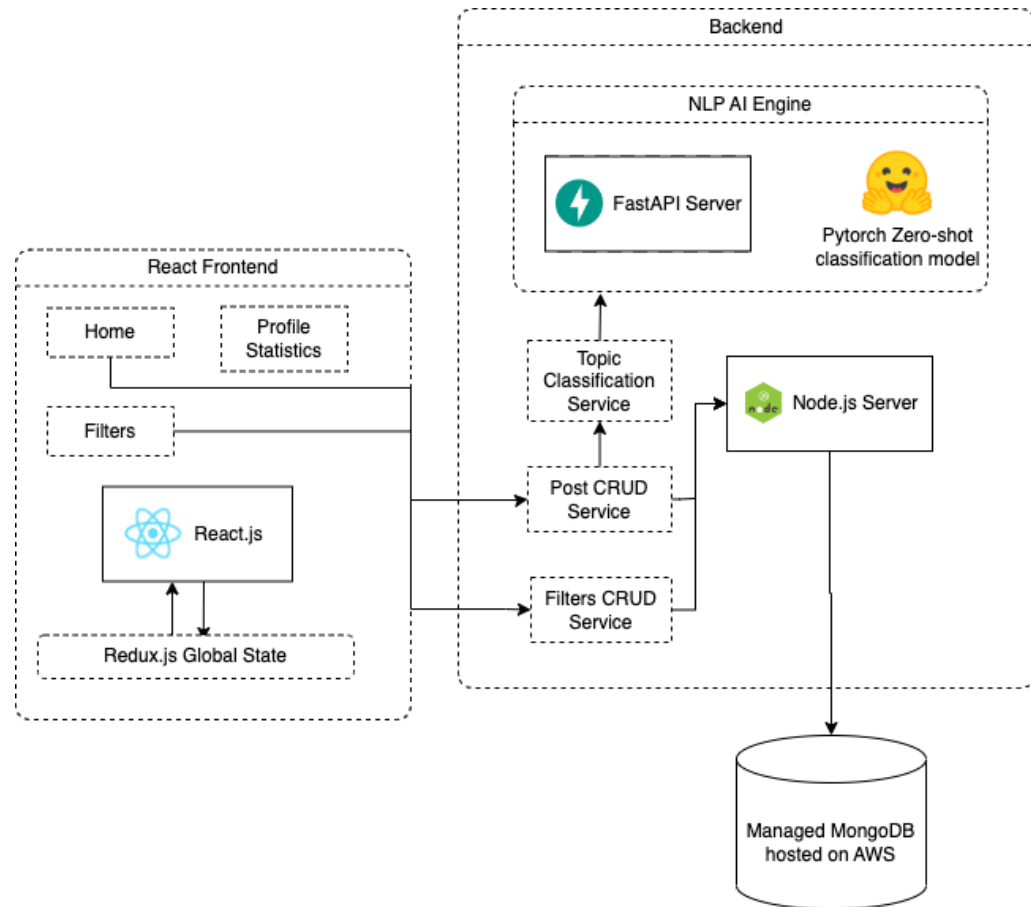 Backend
NLP AI Engine
FastAPI Server
Pytorch Zero-shot
classification model
React Frontend
Home
Profile
Statistics
Filters
React.js
Redux.js Global State
Topic
Classification
Service
node
Node.js Server
Post CRUD
Service
Filters CRUD
Service
Managed MongoDB
hosted on AWS